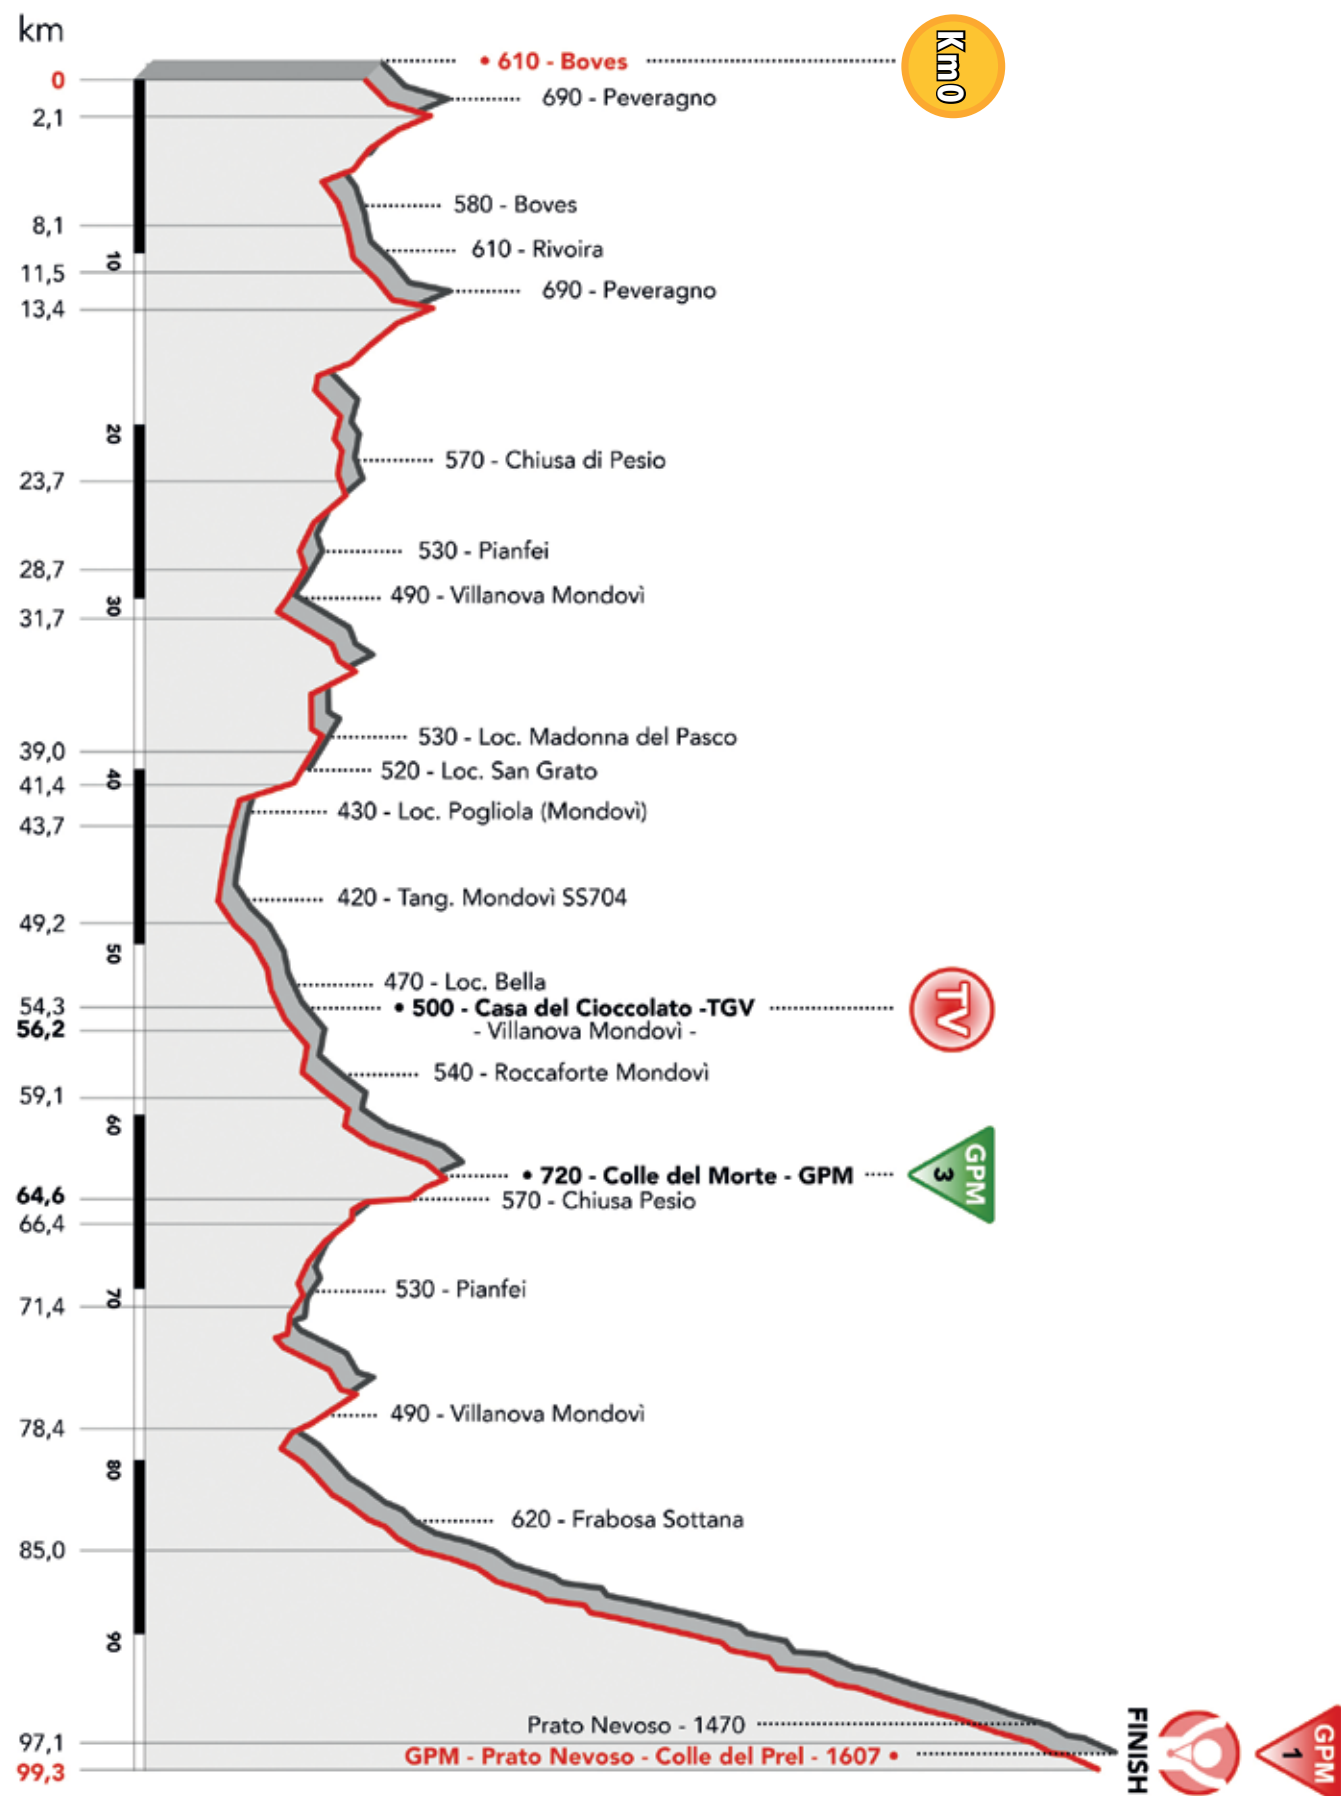 km
• 610 - Boves
Km0
0
690 - Peveragno
2,1
580 - Boves
8,1
610 - Rivoira
10
11,5
690 - Peveragno
13,4
20
570 - Chiusa di Pesio
23,7
530 - Pianfei
28,7
490 - Villanova Mondovì
30
31,7
530 - Loc. Madonna del Pasco
39,0
520 - Loc. San Grato
40
41,4
430 - Loc. Pogliola (Mondovì)
43,7
420 - Tang. Mondovì SS704
49,2
50
470 - Loc. Bella
54,3
• 500 - Casa del Cioccolato -TGV
TV
56,2
- Villanova Mondovì -
540 - Roccaforte Mondovì
59,1
60
• 720 - Colle del Morte - GPM
GPM
3
64,6
570 - Chiusa Pesio
66,4
530 - Pianfei
70
71,4
490 - Villanova Mondovì
78,4
80
620 - Frabosa Sottana
85,0
90
Prato Nevoso - 1470
97,1
GPM - Prato Nevoso - Colle del Prel - 1607 •
FINISH
GPM
1
99,3